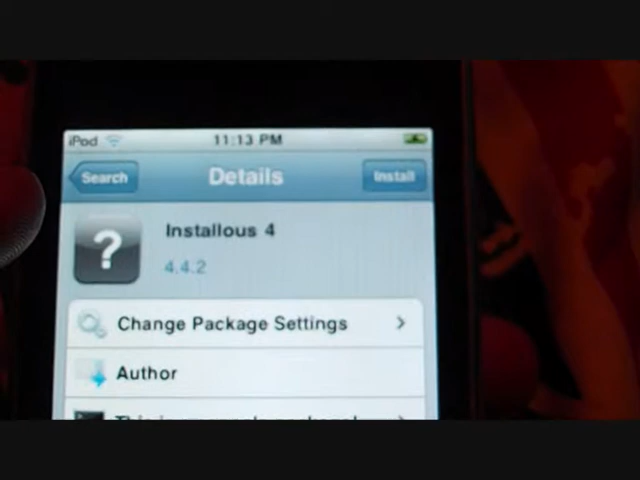 iPod 11:13 PM
Search Details Install
?
Installous 4
4.4.2
Change Package Settings
Author